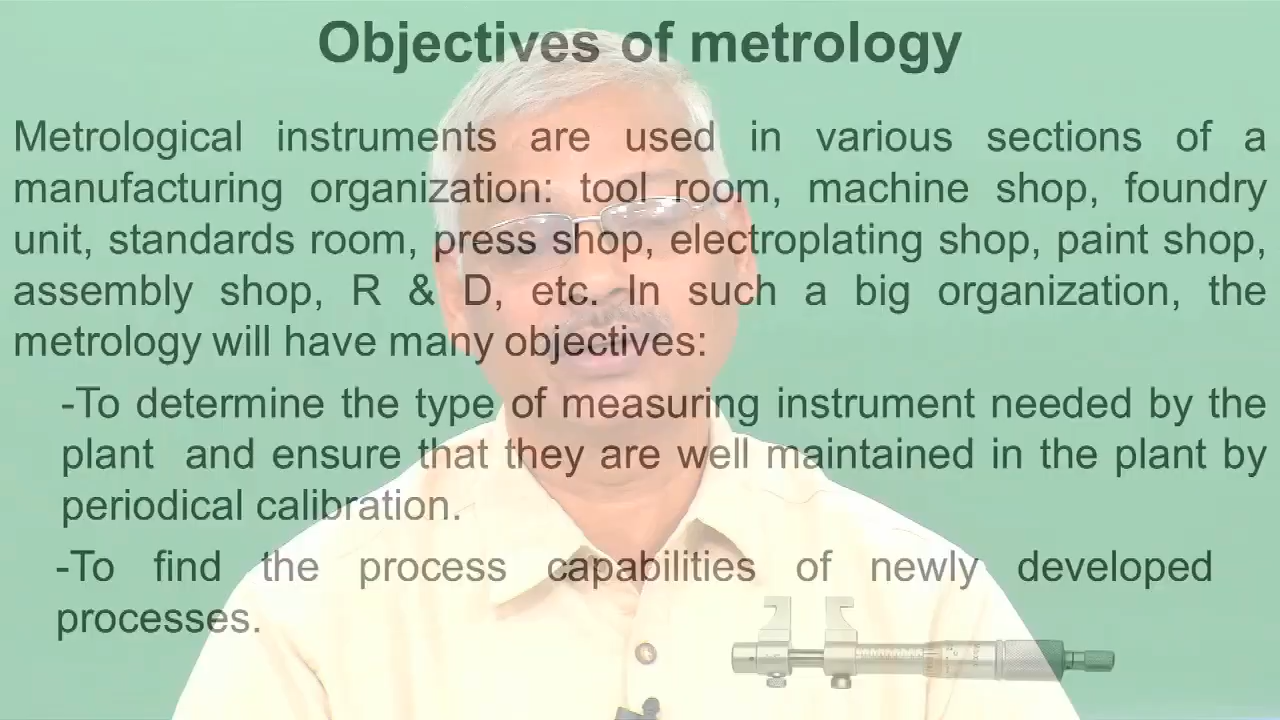 Objectives of metrology
Metrological instruments are used in various sections of a
manufacturing organization: tool room, machine shop, foundry
unit, standards room, press shop, electroplating shop, paint shop,
assembly shop, R & D, etc. In such a big organization, the
metrology will have many objectives:
-To determine the type of measuring instrument needed by the
plant and ensure that they are well maintained in the plant by
periodical calibration.
-To find the process capabilities of newly developed
processes.